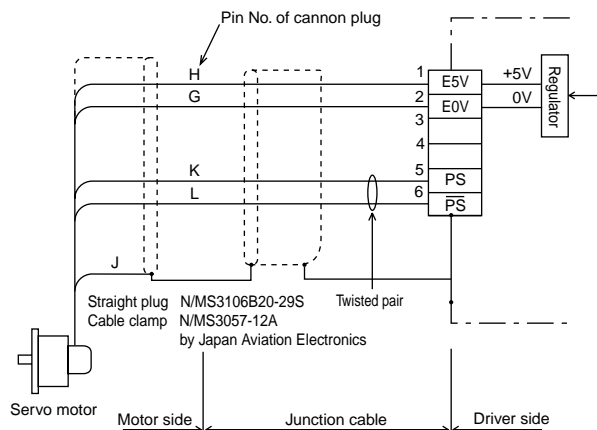 Pin No. of cannon plug
H
1
E5V
+5V
Regulator
G
2
E0V
0V
3
4
K
5
PS
L
6
P̅S̅
J
Straight plug N/MS3106B20-29S
Twisted pair
Cable clamp N/MS3057-12A
by Japan Aviation Electronics
Servo motor
Motor side
Junction cable
Driver side